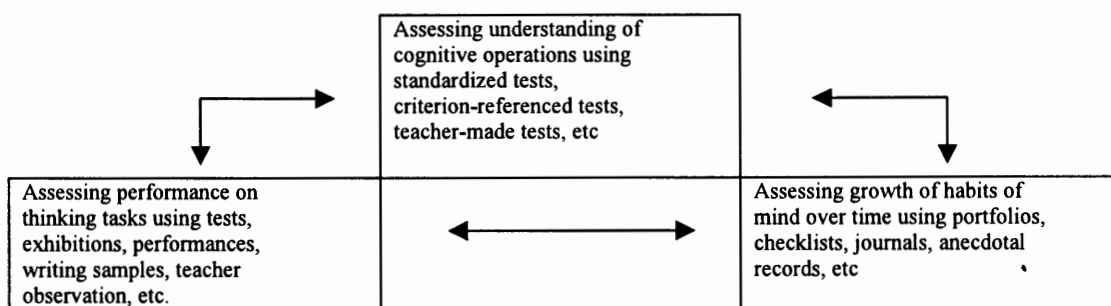 Assessing understanding of
cognitive operations using
standardized tests,
criterion-referenced tests,
teacher-made tests, etc
Assessing performance on
thinking tasks using tests,
exhibitions, performances,
writing samples, teacher
observation, etc.
Assessing growth of habits of
mind over time using portfolios,
checklists, journals, anecdotal
records, etc